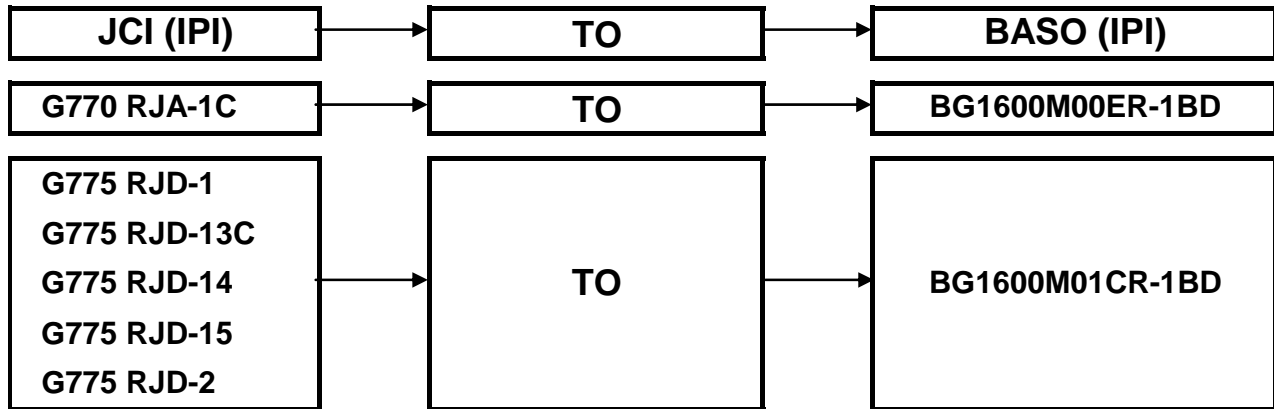 JCI (IPI) TO BASO (IPI)
G770 RJA-1C TO BG1600M00ER-1BD
G775 RJD-1
G775 RJD-13C
G775 RJD-14 TO BG1600M01CR-1BD
G775 RJD-15
G775 RJD-2